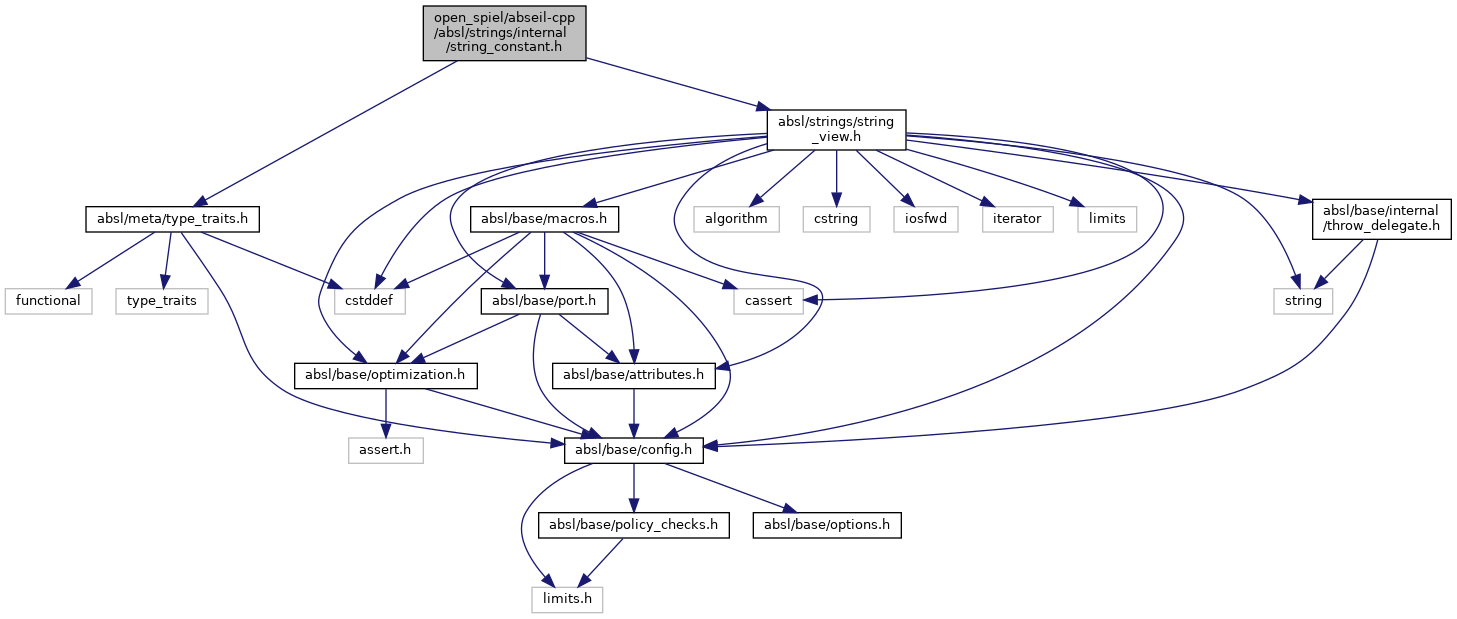 open_spiel/abseil-cpp
/absl/strings/internal
/string_constant.h
absl/strings/string
_view.h
absl/meta/type_traits.h
absl/base/macros.h
algorithm
cstring
iosfwd
iterator
limits
absl/base/internal
/throw_delegate.h
functional
type_traits
cstddef
absl/base/port.h
cassert
string
absl/base/optimization.h
absl/base/attributes.h
assert.h
absl/base/config.h
absl/base/policy_checks.h
absl/base/options.h
limits.h